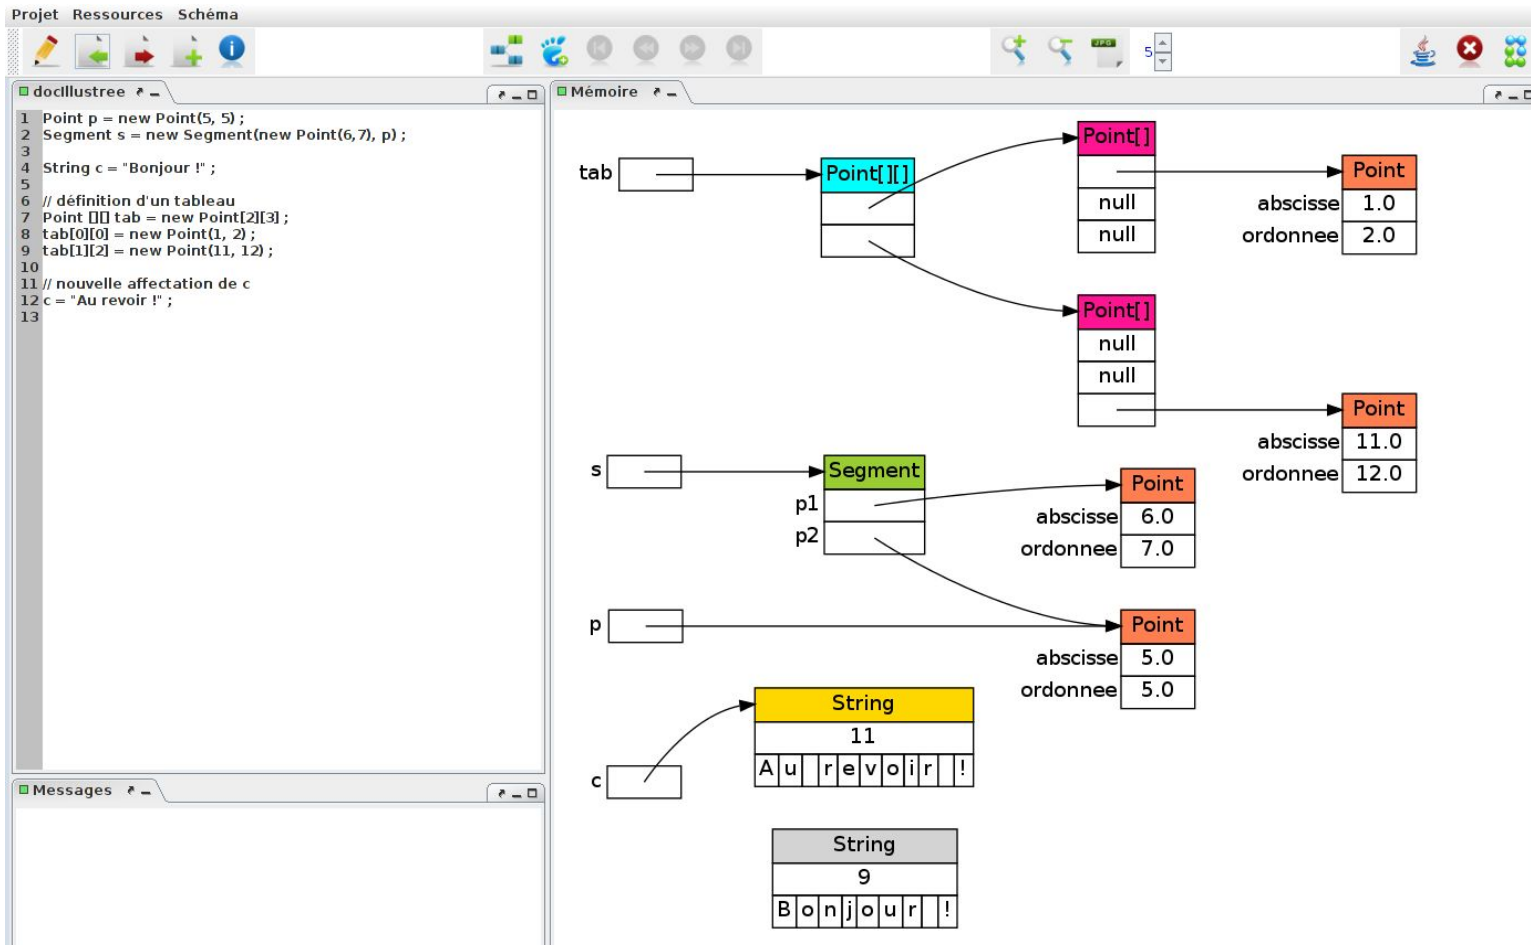 Projet Ressources Schéma
JPG
5
docIllustree
1 Point p = new Point(5, 5) ;
2 Segment s = new Segment(new Point(6,7), p) ;
3
4 String c = "Bonjour !" ;
5
6 // définition d'un tableau
7 Point [][] tab = new Point[2][3] ;
8 tab[0][0] = new Point(1, 2) ;
9 tab[1][2] = new Point(11, 12) ;
10
11 // nouvelle affectation de c
12 c = "Au revoir !" ;
13
Messages
Mémoire
tab
Point[][]
Point[]
null
null
Point
abscisse 1.0
ordonnee 2.0
Point[]
null
null
Point
abscisse 11.0
ordonnee 12.0
s
Segment
p1
p2
Point
abscisse 6.0
ordonnee 7.0
p
Point
abscisse 5.0
ordonnee 5.0
c
String
11
Au revoir !
String
9
Bonjour !